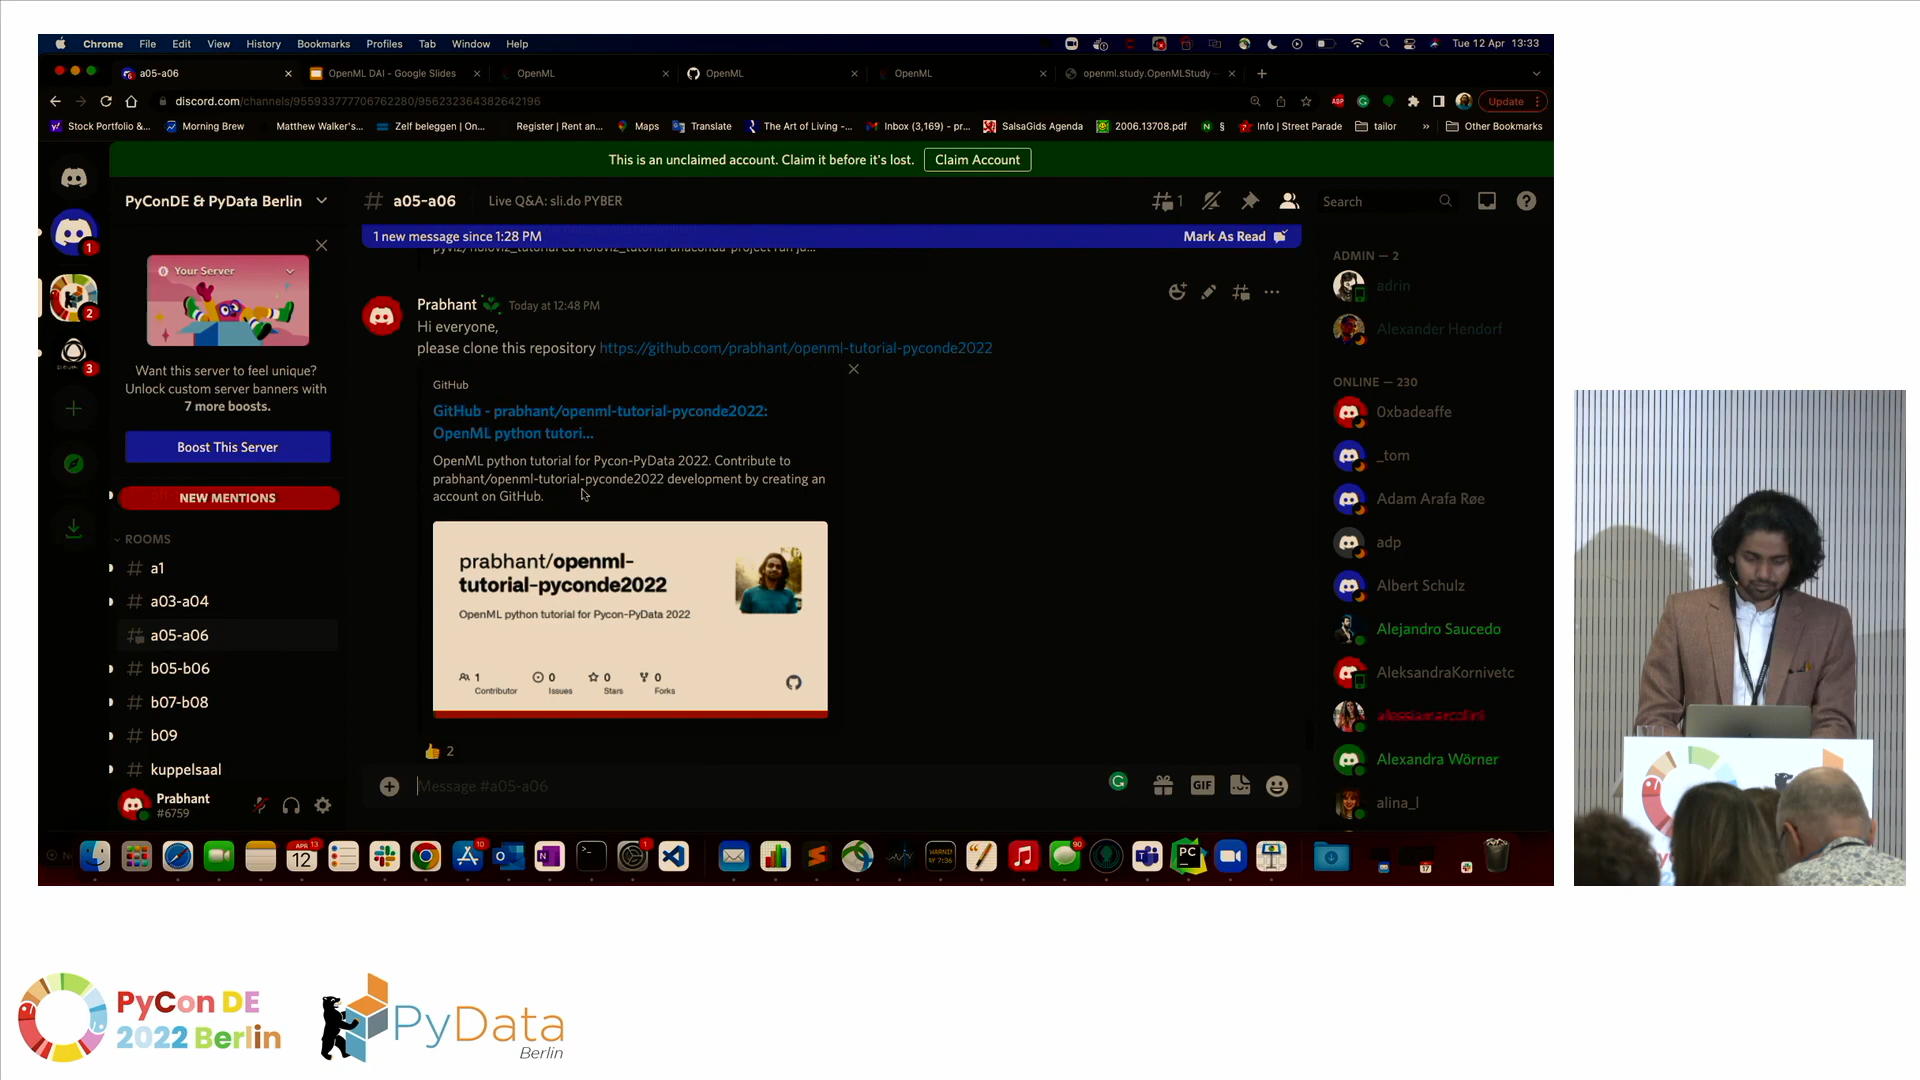 Chrome File Edit View History Bookmarks Profiles Tab Window Help
Tue 12 Apr 13:33
a05-a06
OpenML DAI - Google Slides
OpenML
OpenML
OpenML
openml.study.OpenMLStudy
discord.com/channels/955933777706762280/956232364382642196
Update
Stock Portfolio &...
Morning Brew
Matthew Walker's...
Zelf beleggen | On...
Register | Rent an...
Maps
Translate
The Art of Living -...
Inbox (3,169) - pr...
SalsaGids Agenda
2006.13708.pdf
§
Info | Street Parade
tailor
»
Other Bookmarks
This is an unclaimed account. Claim it before it's lost.
Claim Account
PyConDE & PyData Berlin
# a05-a06
Live Q&A: sli.do PYBER
1
Search
1 new message since 1:28 PM
Mark As Read
1
2
3
Your Server
Want this server to feel unique?
Unlock custom server banners with
7 more boosts.
Boost This Server
NEW MENTIONS
ROOMS
# a1
# a03-a04
a05-a06
# b05-b06
# b07-b08
# b09
# kuppelsaal
Prabhant
#6759
Prabhant
Today at 12:48 PM
Hi everyone,
please clone this repository https://github.com/prabhant/openml-tutorial-pyconde2022
GitHub
GitHub - prabhant/openml-tutorial-pyconde2022:
OpenML python tutori...
OpenML python tutorial for Pycon-PyData 2022. Contribute to
prabhant/openml-tutorial-pyconde2022 development by creating an
account on GitHub.
prabhant/openml-
tutorial-pyconde2022
OpenML python tutorial for Pycon-PyData 2022
1
Contributor
0
Issues
0
Stars
0
Forks
2
Message #a05-a06
GIF
ADMIN — 2
adrin
Alexander Hendorf
ONLINE — 230
0xbadeaffe
_tom
Adam Arafa Røe
adp
Albert Schulz
Alejandro Saucedo
AleksandraKornivetc
alessiamarcolini
Alexandra Wörner
alina_l
PyCon DE
2022 Berlin
PyData
Berlin